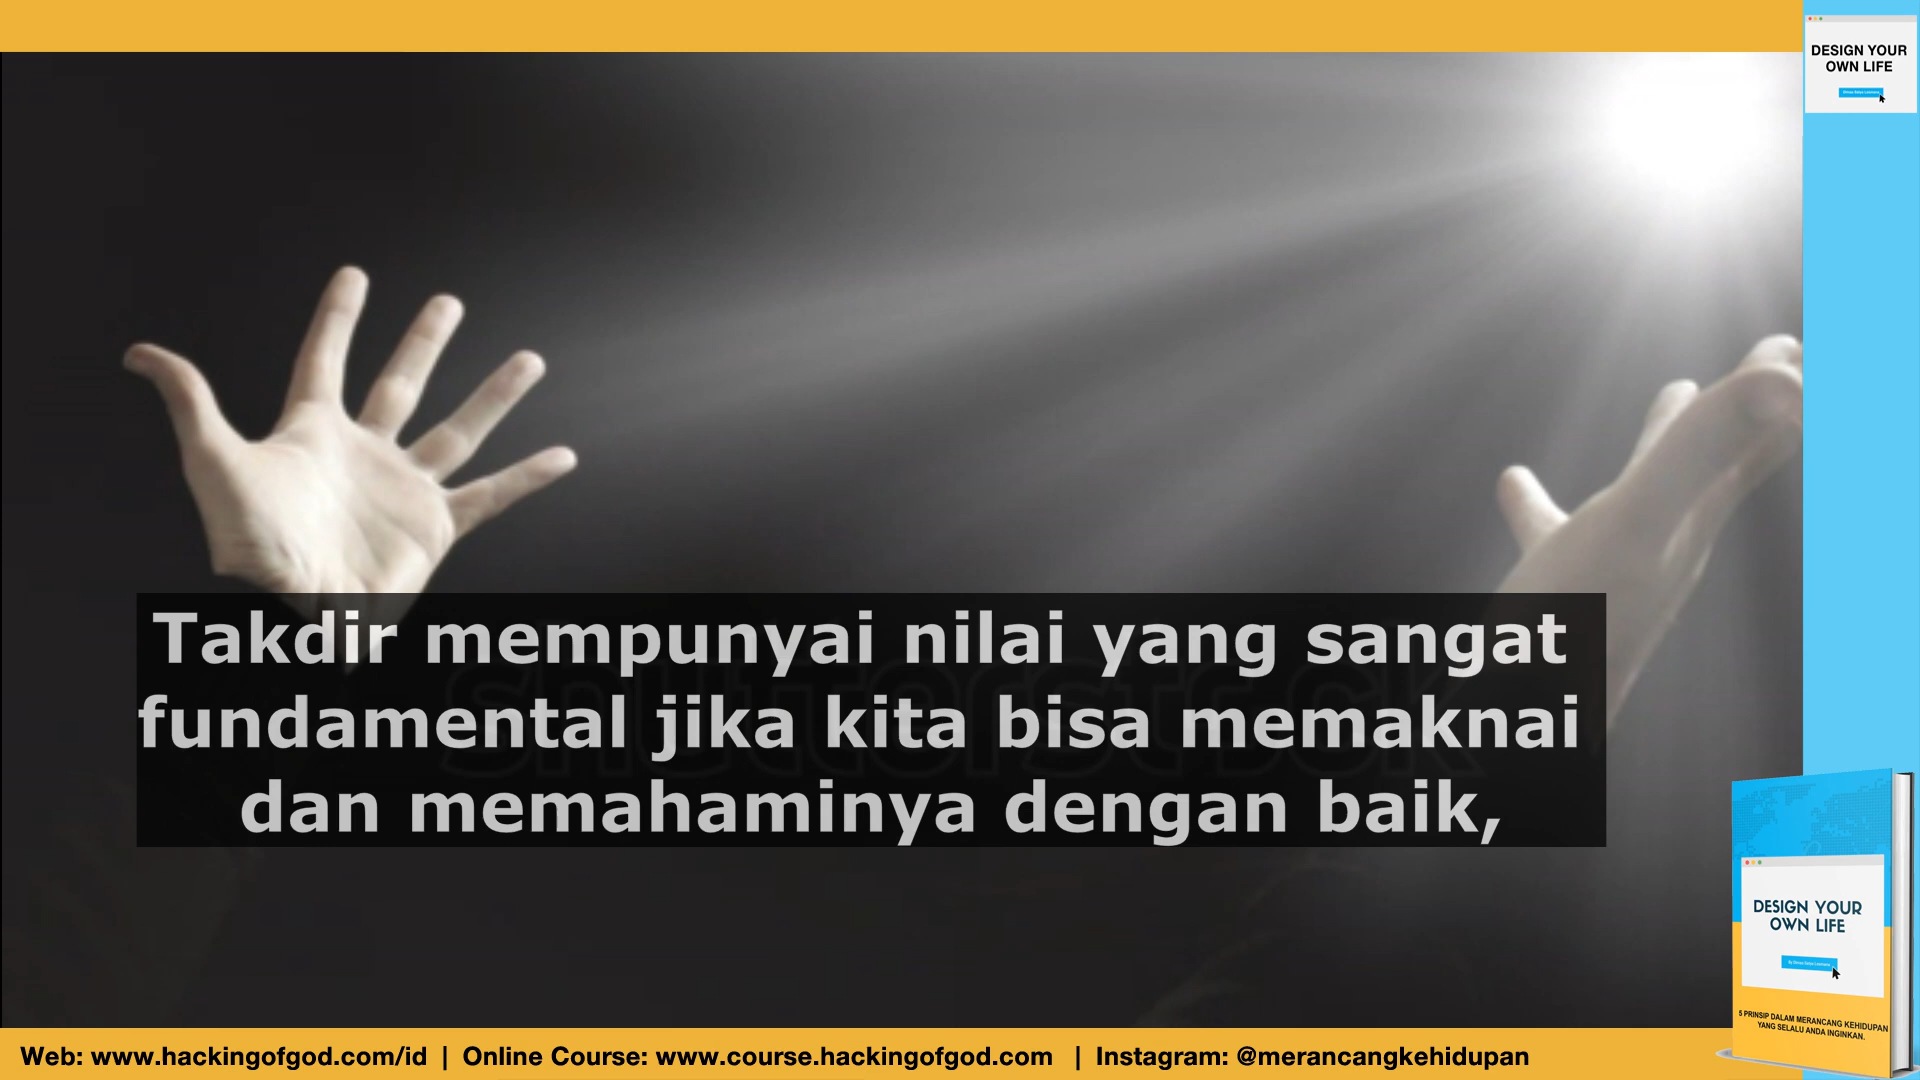 DESIGN YOUR
OWN LIFE
Takdir mempunyai nilai yang sangat
fundamental jika kita bisa memaknai
dan memahaminya dengan baik,
shutterstock
DESIGN YOUR
OWN LIFE
5 PRINSIP DALAM MERANCANG KEHIDUPAN
YANG SELALU ANDA INGINKAN.
Web: www.hackingofgod.com/id | Online Course: www.course.hackingofgod.com | Instagram: @merancangkehidupan